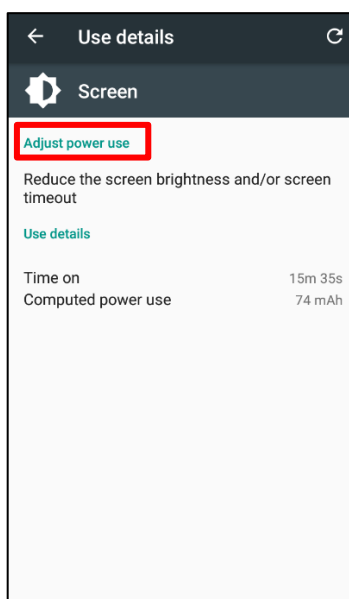 Use details
Screen
Adjust power use
Reduce the screen brightness and/or screen
timeout
Use details
Time on 15m 35s
Computed power use 74 mAh